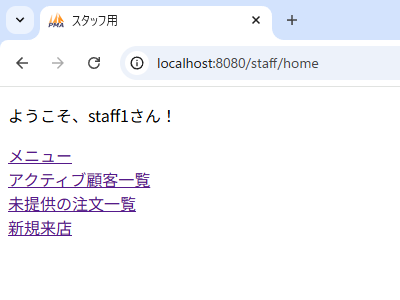 PMA スタッフ用
localhost:8080/staff/home
ようこそ、staff1さん！
メニュー
アクティブ顧客一覧
未提供の注文一覧
新規来店